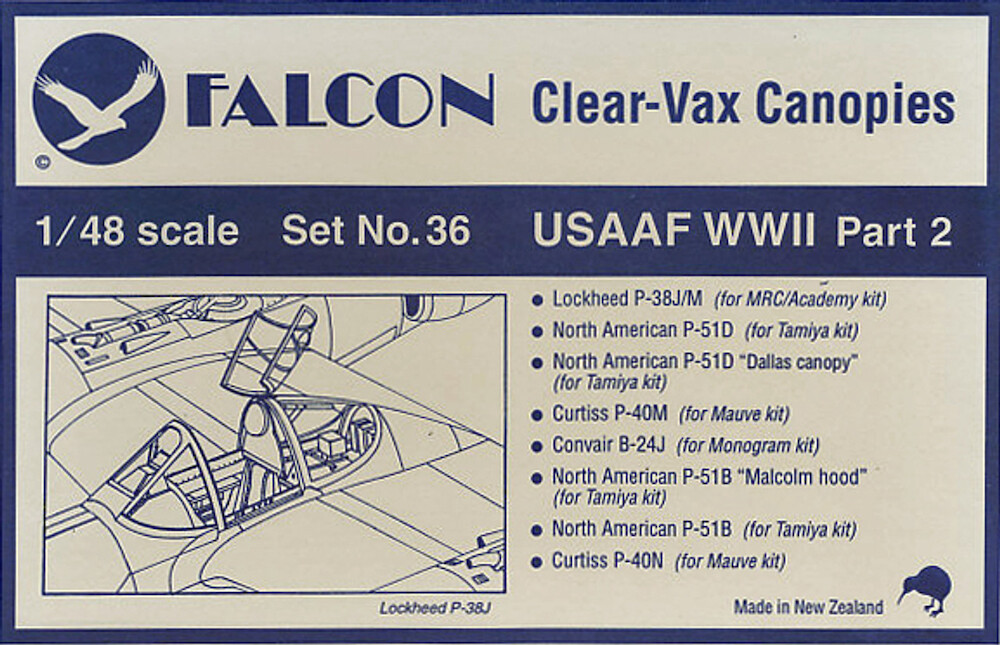 FALCON Clear-Vax Canopies
©
1/48 scale Set No. 36 USAAF WWII Part 2
• Lockheed P-38J/M (for MRC/Academy kit)
• North American P-51D (for Tamiya kit)
• North American P-51D “Dallas canopy”
(for Tamiya kit)
• Curtiss P-40M (for Mauve kit)
• Convair B-24J (for Monogram kit)
• North American P-51B “Malcolm hood”
(for Tamiya kit)
• North American P-51B (for Tamiya kit)
• Curtiss P-40N (for Mauve kit)
Lockheed P-38J
Made in New Zealand